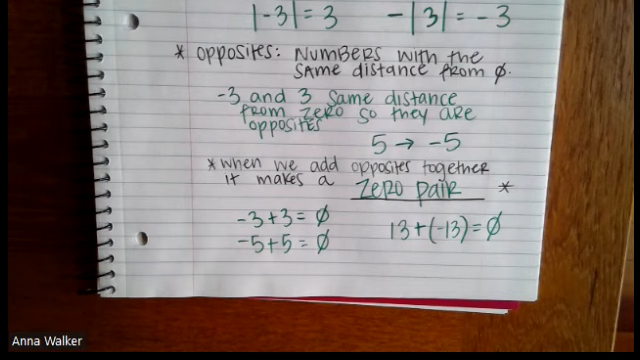 |-3| = 3 -|3| = -3
* OPPOSITES: NUMBERS with the
SAME distance from ∅.
-3 and 3 same distance
from zero so they are
opposites
5 → -5
* when we add opposites together
it makes a zero pair *
-3+3=∅ 13+(-13)=∅
-5+5=∅
Anna Walker